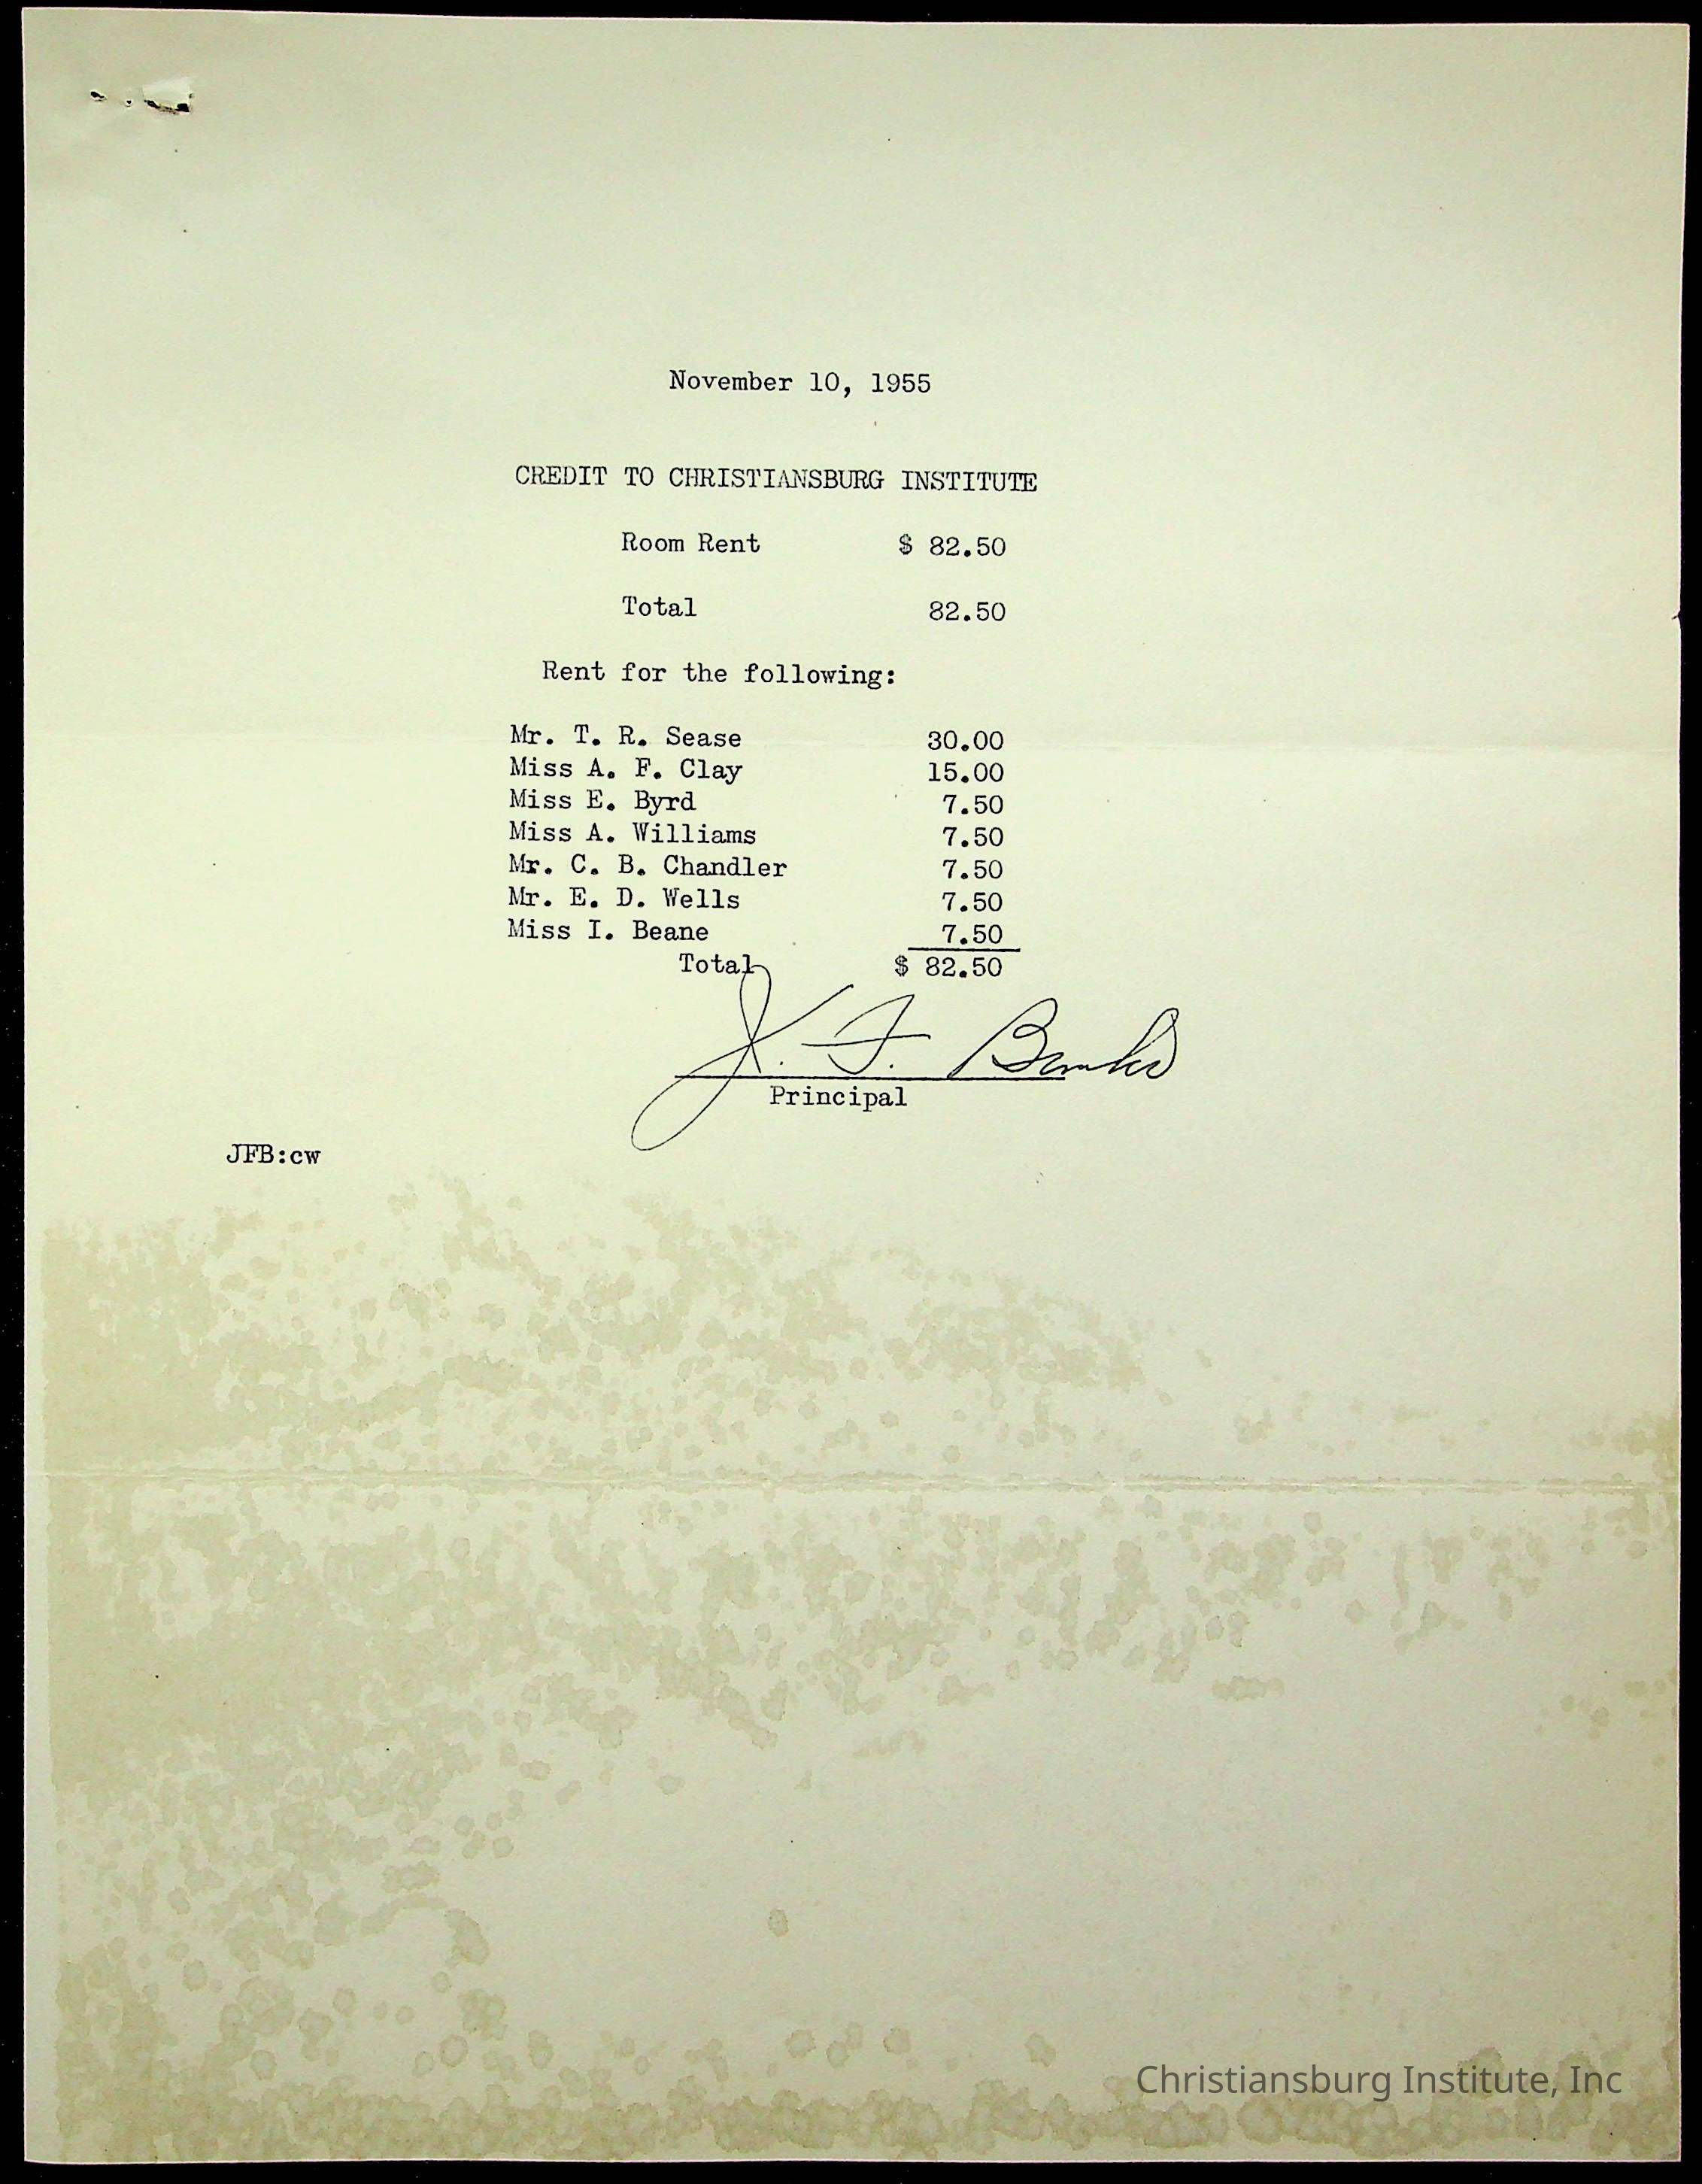 November 10, 1955
CREDIT TO CHRISTIANSBURG INSTITUTE
Room Rent $ 82.50
Total 82.50
Rent for the following:
Mr. T. R. Sease 30.00
Miss A. F. Clay 15.00
Miss E. Byrd 7.50
Miss A. Williams 7.50
Mr. C. B. Chandler 7.50
Mr. E. D. Wells 7.50
Miss I. Beane 7.50
Total $ 82.50
J. F. Banks
Principal
JFB:cw
Christiansburg Institute, Inc